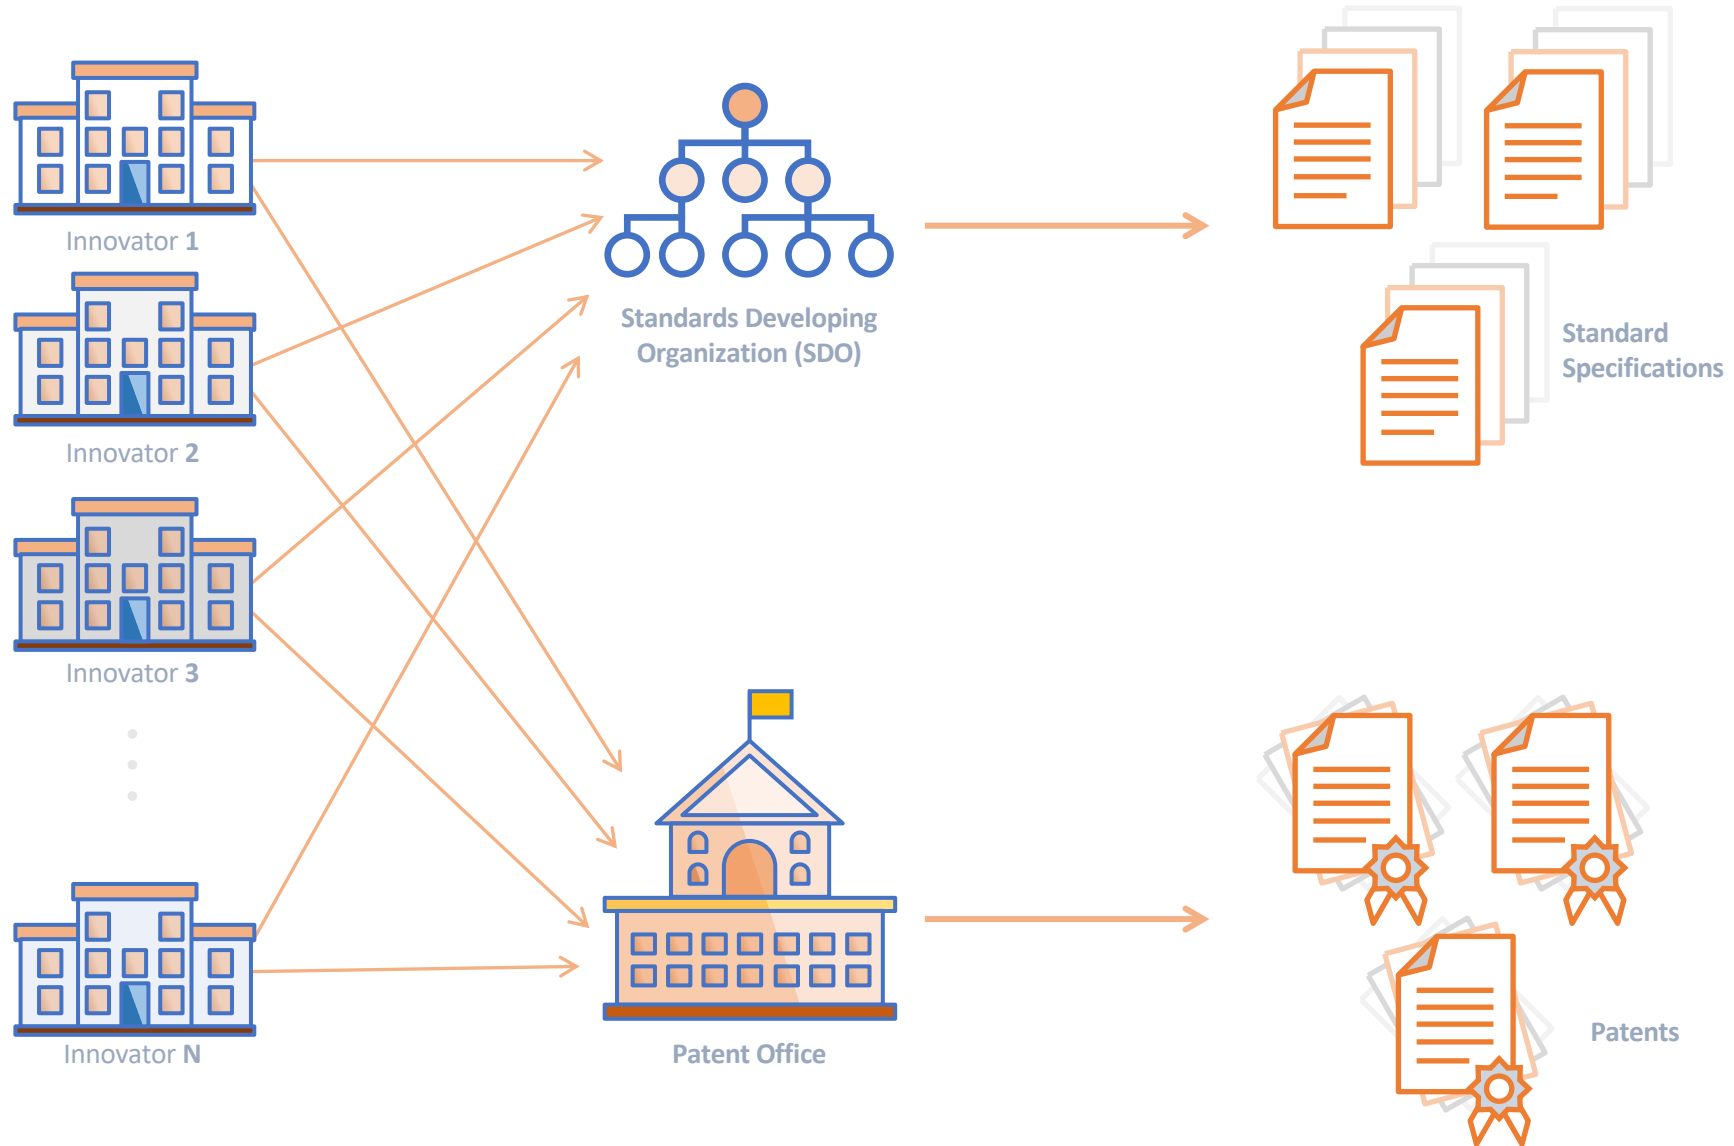 Innovator 1
Innovator 2
Innovator 3
Innovator N
Standards Developing
Organization (SDO)
Patent Office
Standard
Specifications
Patents